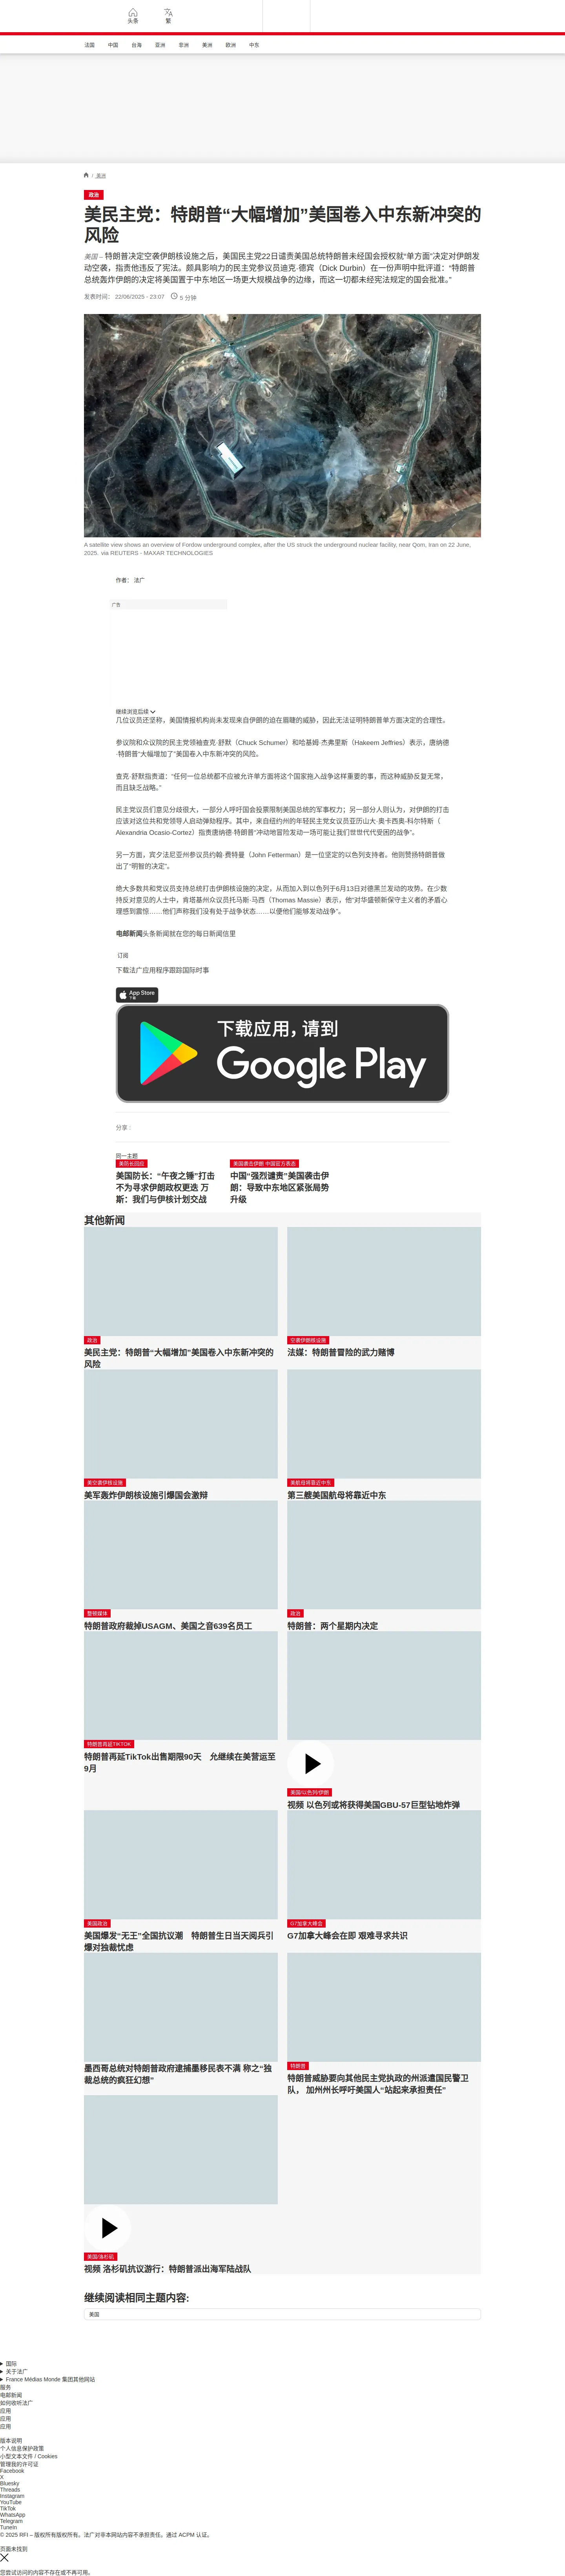 头条
繁
法国 中国 台海 亚洲 非洲 美洲 欧洲 中东
/ 美洲
政治
美民主党：特朗普“大幅增加”美国卷入中东新冲突的
风险
美国 – 特朗普决定空袭伊朗核设施之后，美国民主党22日谴责美国总统特朗普未经国会授权就“单方面”决定对伊朗发
动空袭，指责他违反了宪法。颇具影响力的民主党参议员迪克·德宾（Dick Durbin）在一份声明中批评道：“特朗普
总统轰炸伊朗的决定将美国置于中东地区一场更大规模战争的边缘，而这一切都未经宪法规定的国会批准。”
发表时间： 22/06/2025 - 23:07 5 分钟
A satellite view shows an overview of Fordow underground complex, after the US struck the underground nuclear facility, near Qom, Iran on 22 June,
2025. via REUTERS - MAXAR TECHNOLOGIES
作者： 法广
广告
继续浏览后续
几位议员还坚称，美国情报机构尚未发现来自伊朗的迫在眉睫的威胁，因此无法证明特朗普单方面决定的合理性。
参议院和众议院的民主党领袖查克·舒默（Chuck Schumer）和哈基姆·杰弗里斯（Hakeem Jeffries）表示，唐纳德
·特朗普“大幅增加了”美国卷入中东新冲突的风险。
查克·舒默指责道：“任何一位总统都不应被允许单方面将这个国家拖入战争这样重要的事，而这种威胁反复无常，
而且缺乏战略。”
民主党议员们意见分歧很大，一部分人呼吁国会投票限制美国总统的军事权力；另一部分人则认为，对伊朗的打击
应该对这位共和党领导人启动弹劾程序。其中，来自纽约州的年轻民主党女议员亚历山大·奥卡西奥-科尔特斯（
Alexandria Ocasio-Cortez）指责唐纳德·特朗普“冲动地冒险发动一场可能让我们世世代代受困的战争”。
另一方面，宾夕法尼亚州参议员约翰·费特曼（John Fetterman）是一位坚定的以色列支持者。他则赞扬特朗普做
出了“明智的决定”。
绝大多数共和党议员支持总统打击伊朗核设施的决定，从而加入到以色列于6月13日对德黑兰发动的攻势。在少数
持反对意见的人士中，肯塔基州众议员托马斯·马西（Thomas Massie）表示，他“对华盛顿新保守主义者的矛盾心
理感到震惊……他们声称我们没有处于战争状态……以便他们能够发动战争”。
电邮新闻头条新闻就在您的每日新闻信里
订阅
下载法广应用程序跟踪国际时事
App Store
下载
下载应用，请到
Google Play
分享 :
同一主题
美防长回应
美国防长：“午夜之锤”打击
不为寻求伊朗政权更迭 万
斯：我们与伊核计划交战
美国袭击伊朗 中国官方表态
中国“强烈谴责”美国袭击伊
朗：导致中东地区紧张局势
升级
其他新闻
政治
美民主党：特朗普“大幅增加”美国卷入中东新冲突的
风险
空袭伊朗核设施
法媒：特朗普冒险的武力赌博
美空袭伊核设施
美军轰炸伊朗核设施引爆国会激辩
美航母将靠近中东
第三艘美国航母将靠近中东
整顿媒体
特朗普政府裁掉USAGM、美国之音639名员工
政治
特朗普：两个星期内决定
特朗普再延TIKTOK
特朗普再延TikTok出售期限90天　允继续在美营运至
9月
美国/以色列/伊朗
视频 以色列或将获得美国GBU-57巨型钻地炸弹
美国政治
美国爆发“无王”全国抗议潮　特朗普生日当天阅兵引
爆对独裁忧虑
G7加拿大峰会
G7加拿大峰会在即 艰难寻求共识
墨西哥总统对特朗普政府逮捕墨移民表不满 称之“独
裁总统的疯狂幻想”
特朗普
特朗普威胁要向其他民主党执政的州派遣国民警卫
队， 加州州长呼吁美国人“站起来承担责任”
美国/洛杉矶
视频 洛杉矶抗议游行：特朗普派出海军陆战队
继续阅读相同主题内容:
美国
国际
关于法广
France Médias Monde 集团其他网站
服务
电邮新闻
如何收听法广
应用
应用
应用
版本说明
个人信息保护政策
小型文本文件 / Cookies
管理我的许可证
Facebook
X
Bluesky
Threads
Instagram
YouTube
TikTok
WhatsApp
Telegram
TuneIn
© 2025 RFI – 版权所有版权所有。法广对非本网站内容不承担责任。通过 ACPM 认证。
页面未找到
您尝试访问的内容不存在或不再可用。